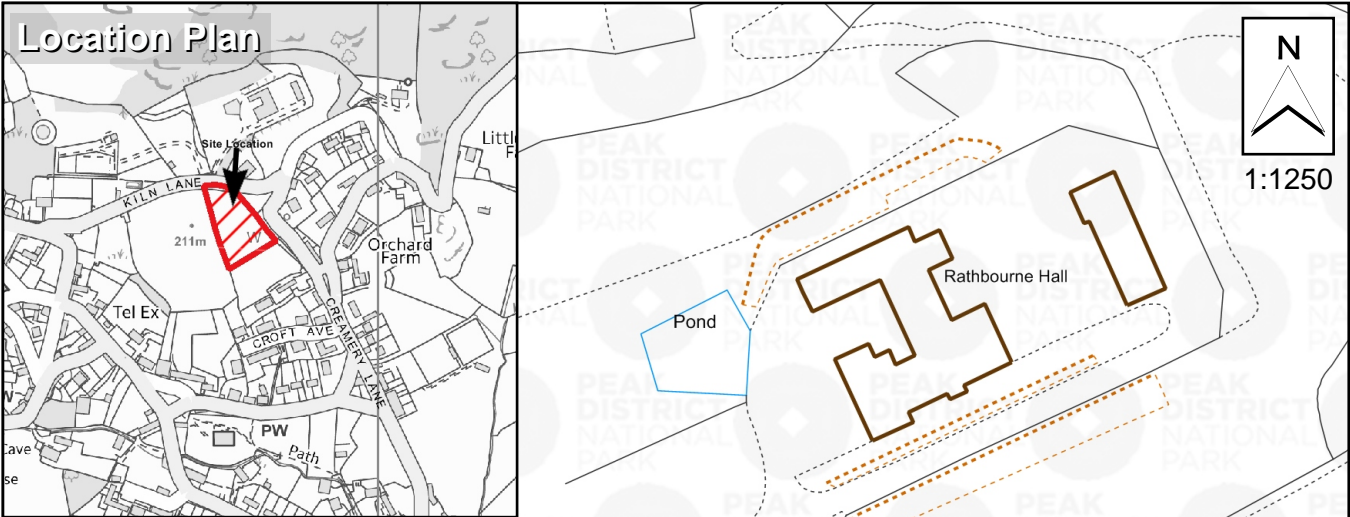 Location Plan
Site Location
KILN LANE
211m
W
Orchard
Farm
Tel Ex
CROFT AVE
CREAMERY LANE
PW
Path
W
Cave
se
Littl
F
N
1:1250
Rathbourne Hall
Pond
PEAK
DISTRICT
NATIONAL
PARK